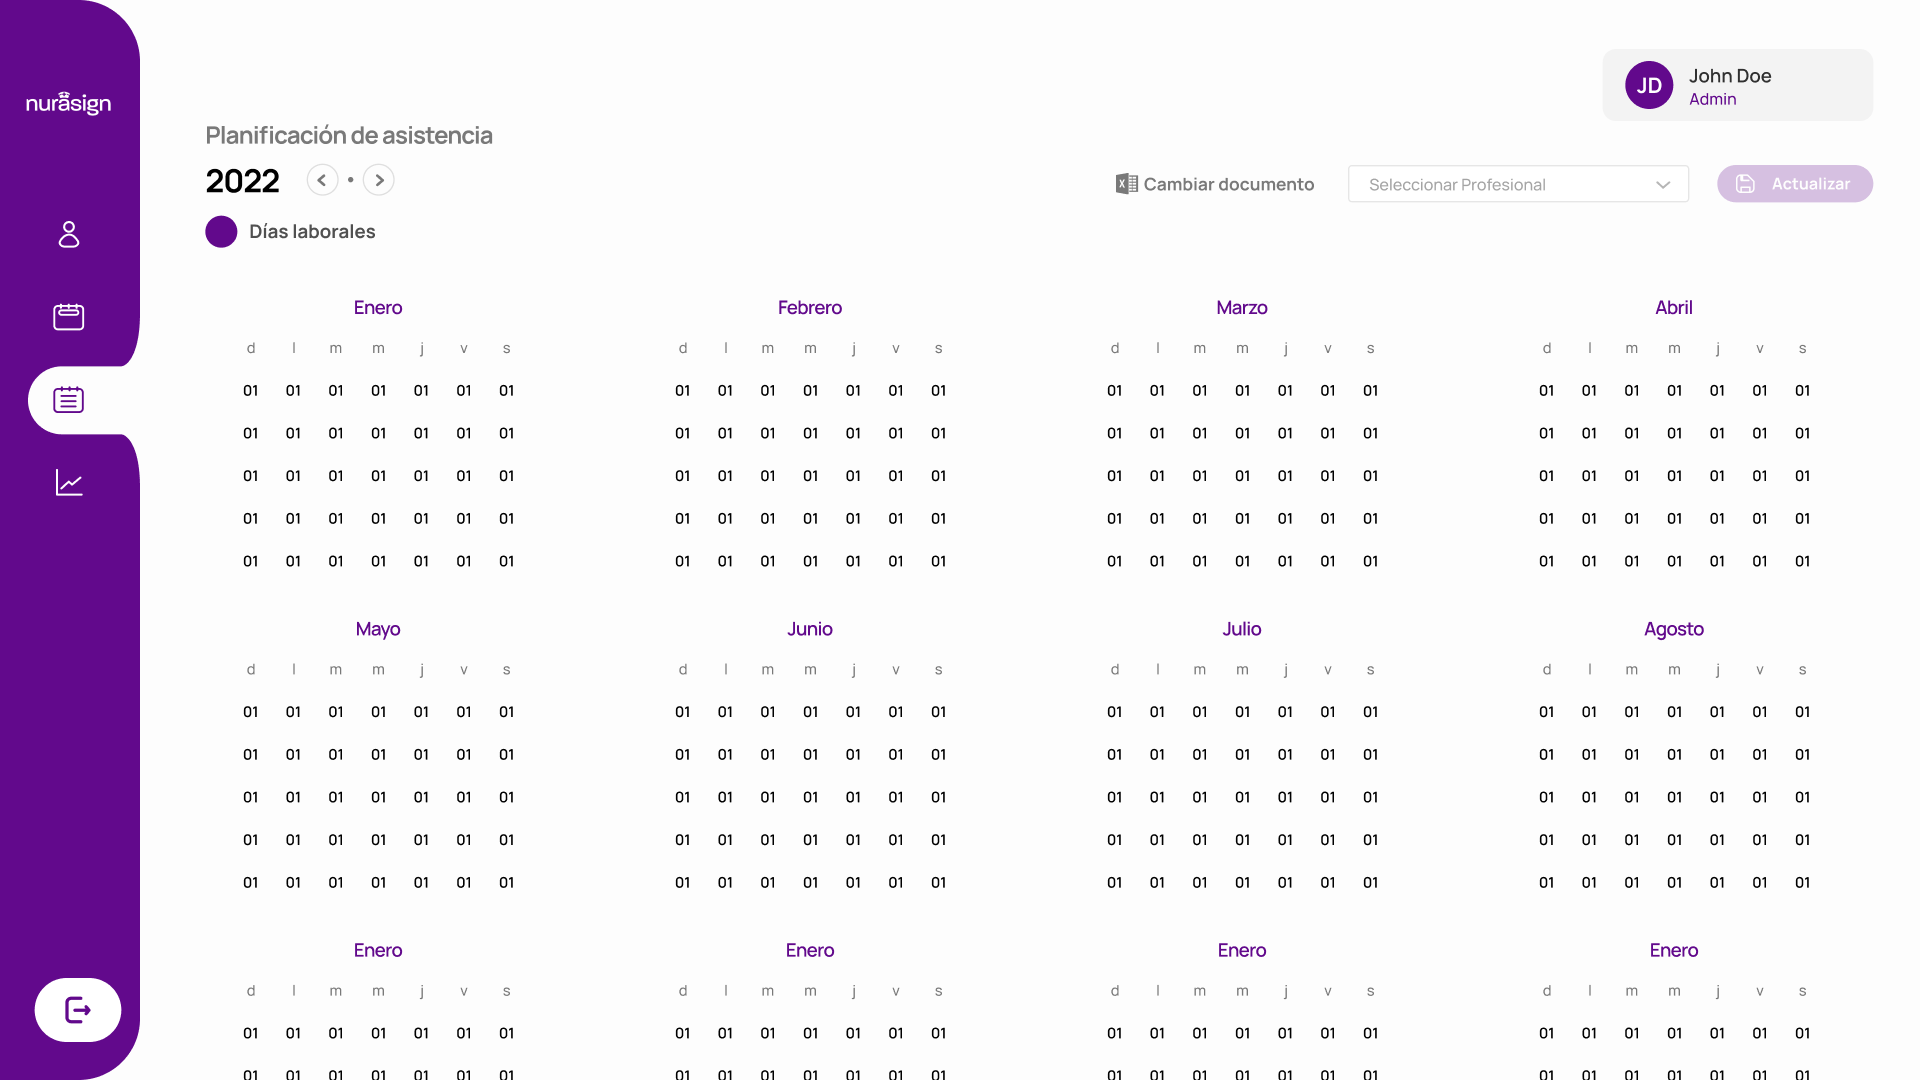 nurasign
JD
John Doe
Admin
Planificación de asistencia
2022
Cambiar documento
Seleccionar Profesional
Actualizar
Días laborales
Enero Febrero Marzo Abril
d l m m j v s d l m m j v s d l m m j v s d l m m j v s
01 01 01 01 01 01 01 01 01 01 01 01 01 01 01 01 01 01 01 01 01 01 01 01 01 01 01 01
01 01 01 01 01 01 01 01 01 01 01 01 01 01 01 01 01 01 01 01 01 01 01 01 01 01 01 01
01 01 01 01 01 01 01 01 01 01 01 01 01 01 01 01 01 01 01 01 01 01 01 01 01 01 01 01
01 01 01 01 01 01 01 01 01 01 01 01 01 01 01 01 01 01 01 01 01 01 01 01 01 01 01 01
01 01 01 01 01 01 01 01 01 01 01 01 01 01 01 01 01 01 01 01 01 01 01 01 01 01 01 01
Mayo Junio Julio Agosto
d l m m j v s d l m m j v s d l m m j v s d l m m j v s
01 01 01 01 01 01 01 01 01 01 01 01 01 01 01 01 01 01 01 01 01 01 01 01 01 01 01 01
01 01 01 01 01 01 01 01 01 01 01 01 01 01 01 01 01 01 01 01 01 01 01 01 01 01 01 01
01 01 01 01 01 01 01 01 01 01 01 01 01 01 01 01 01 01 01 01 01 01 01 01 01 01 01 01
01 01 01 01 01 01 01 01 01 01 01 01 01 01 01 01 01 01 01 01 01 01 01 01 01 01 01 01
01 01 01 01 01 01 01 01 01 01 01 01 01 01 01 01 01 01 01 01 01 01 01 01 01 01 01 01
Enero Enero Enero Enero
d l m m j v s d l m m j v s d l m m j v s d l m m j v s
01 01 01 01 01 01 01 01 01 01 01 01 01 01 01 01 01 01 01 01 01 01 01 01 01 01 01 01
01 01 01 01 01 01 01 01 01 01 01 01 01 01 01 01 01 01 01 01 01 01 01 01 01 01 01 01